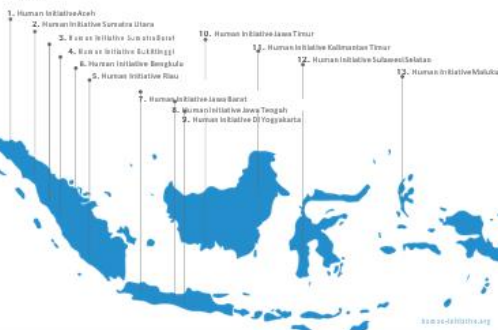 1. Human Initiative Aceh
2. Human Initiative Sumatra Utara
3. Human Initiative Sumatra Barat
4. Human Initiative Bukittinggi
6. Human Initiative Bengkulu
5. Human Initiative Riau
7. Human Initiative Jawa Barat
8. Human Initiative Jawa Tengah
9. Human Initiative DI Yogyakarta
10. Human Initiative Jawa Timur
11. Human Initiative Kalimantan Timur
12. Human Initiative Sulawesi Selatan
13. Human Initiative Maluku
human-initiative.org